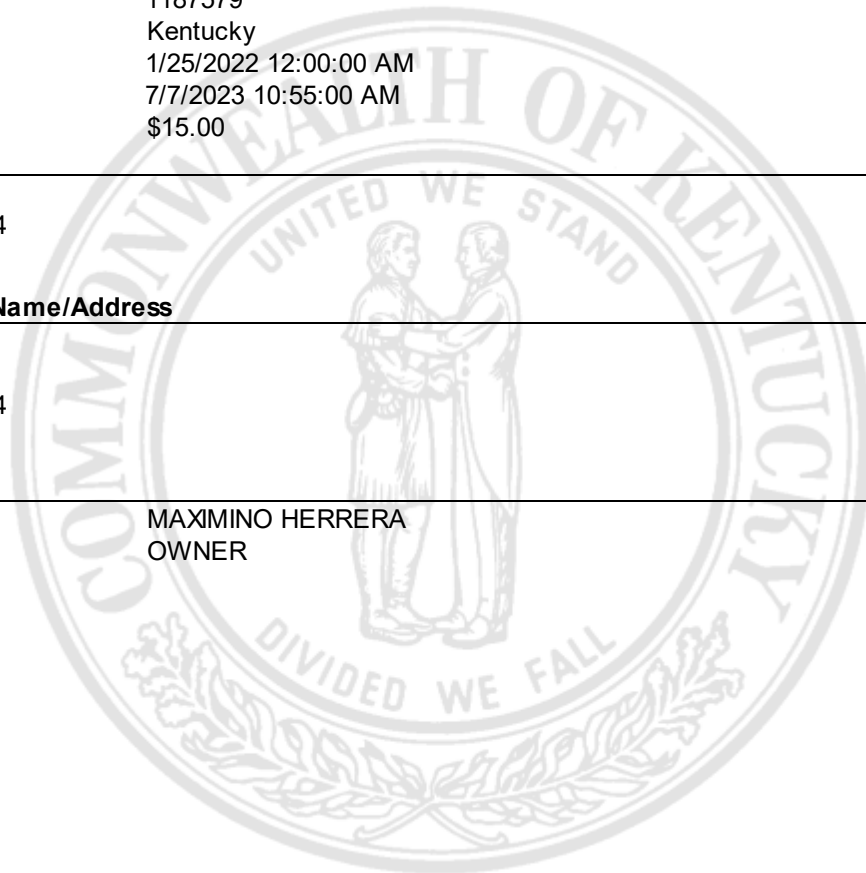 1187579
Kentucky
1/25/2022 12:00:00 AM
7/7/2023 10:55:00 AM
$15.00
4
Name/Address
4
MAXIMINO HERRERA
OWNER
COMMONWEALTH OF KENTUCKY
UNITED WE STAND
DIVIDED WE FALL